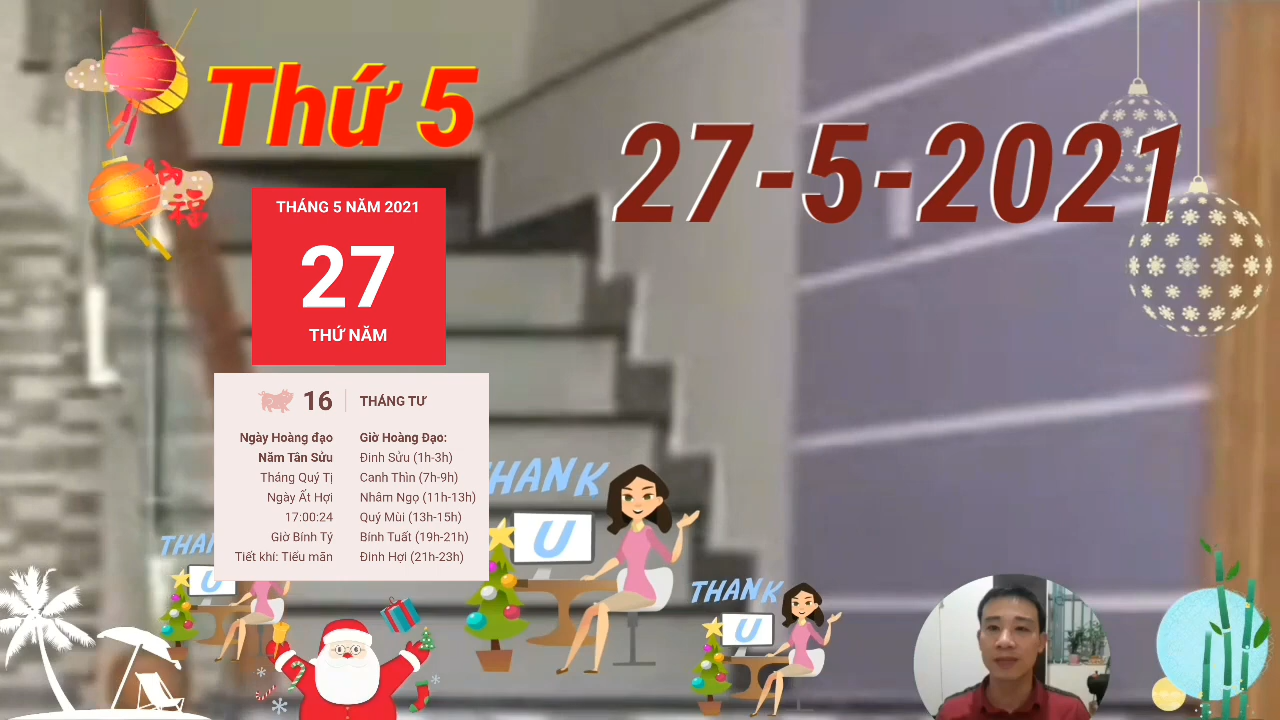 Thứ 5
27-5-2021
THÁNG 5 NĂM 2021
27
THỨ NĂM
16 THÁNG TƯ
Ngày Hoàng đạo
Năm Tân Sửu
Tháng Quý Tị
Ngày Ất Hợi
17:00:24
Giờ Bính Tý
Tiết khí: Tiểu mãn
Giờ Hoàng Đạo:
Đinh Sửu (1h-3h)
Canh Thìn (7h-9h)
Nhâm Ngọ (11h-13h)
Quý Mùi (13h-15h)
Bính Tuất (19h-21h)
Đinh Hợi (21h-23h)
THANK
U
THAN
U
THANK
U